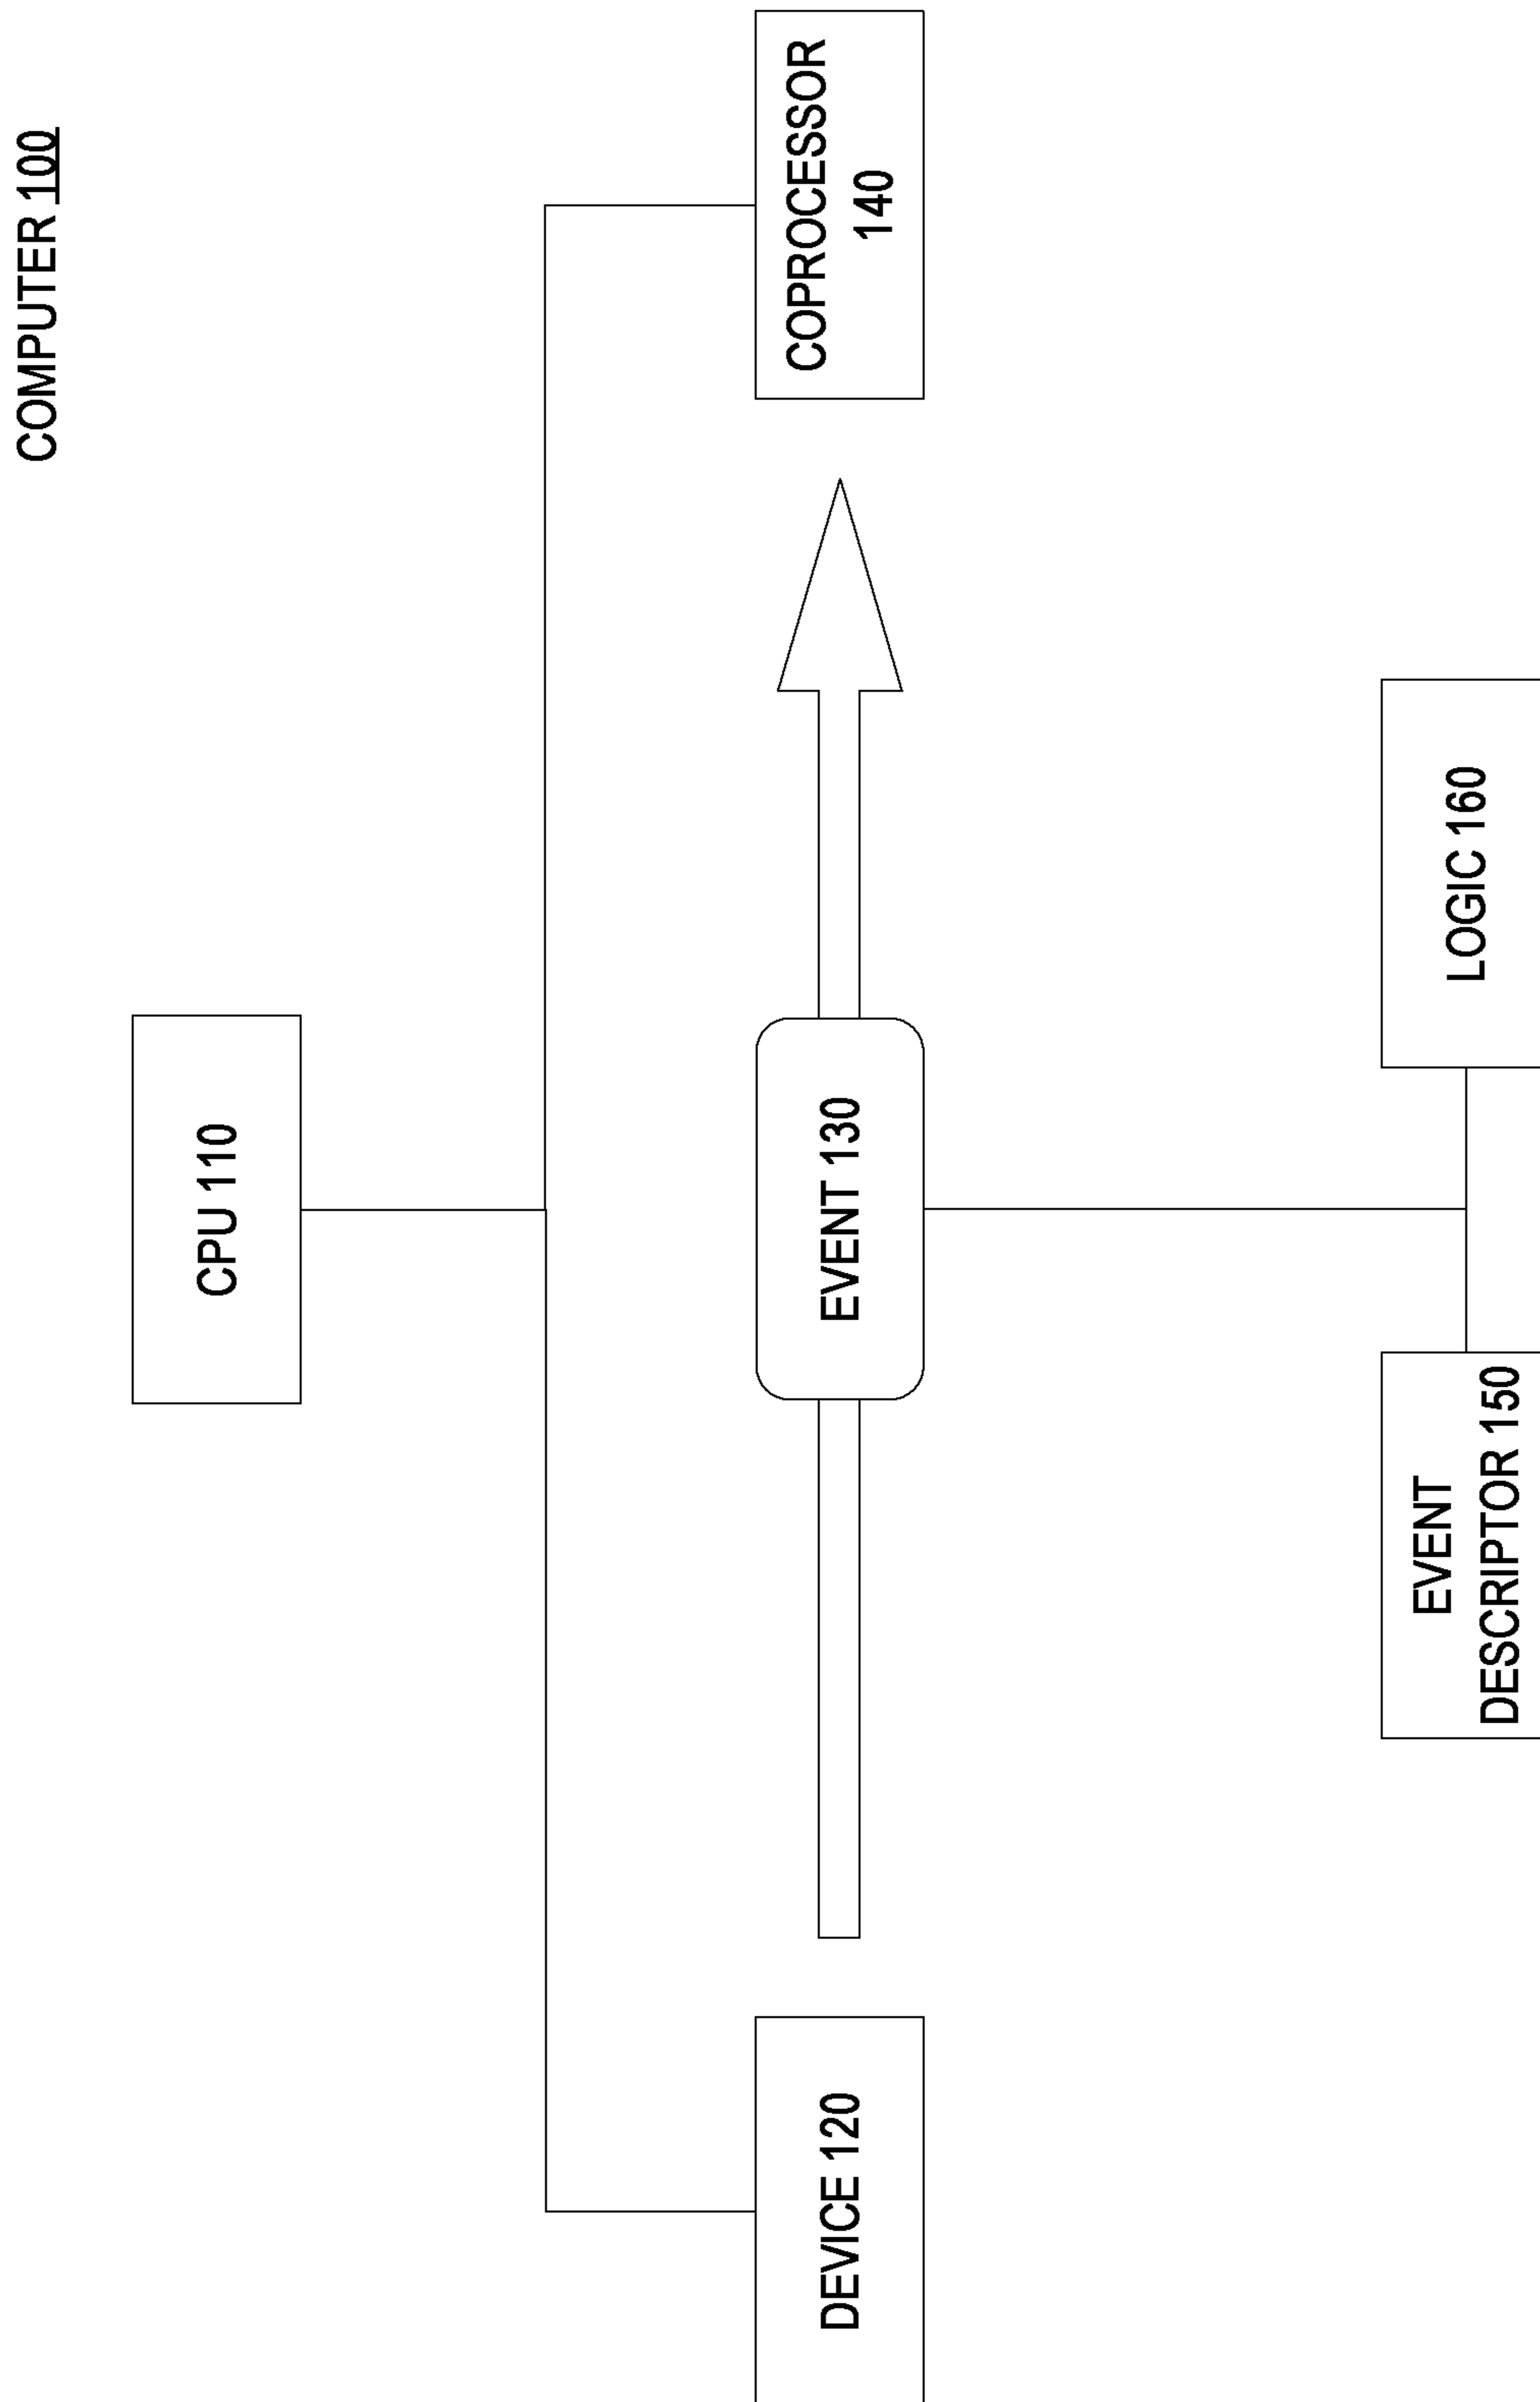 COMPUTER 100
CPU 110
DEVICE 120
EVENT 130
COPROCESSOR
140
EVENT
DESCRIPTOR 150
LOGIC 160